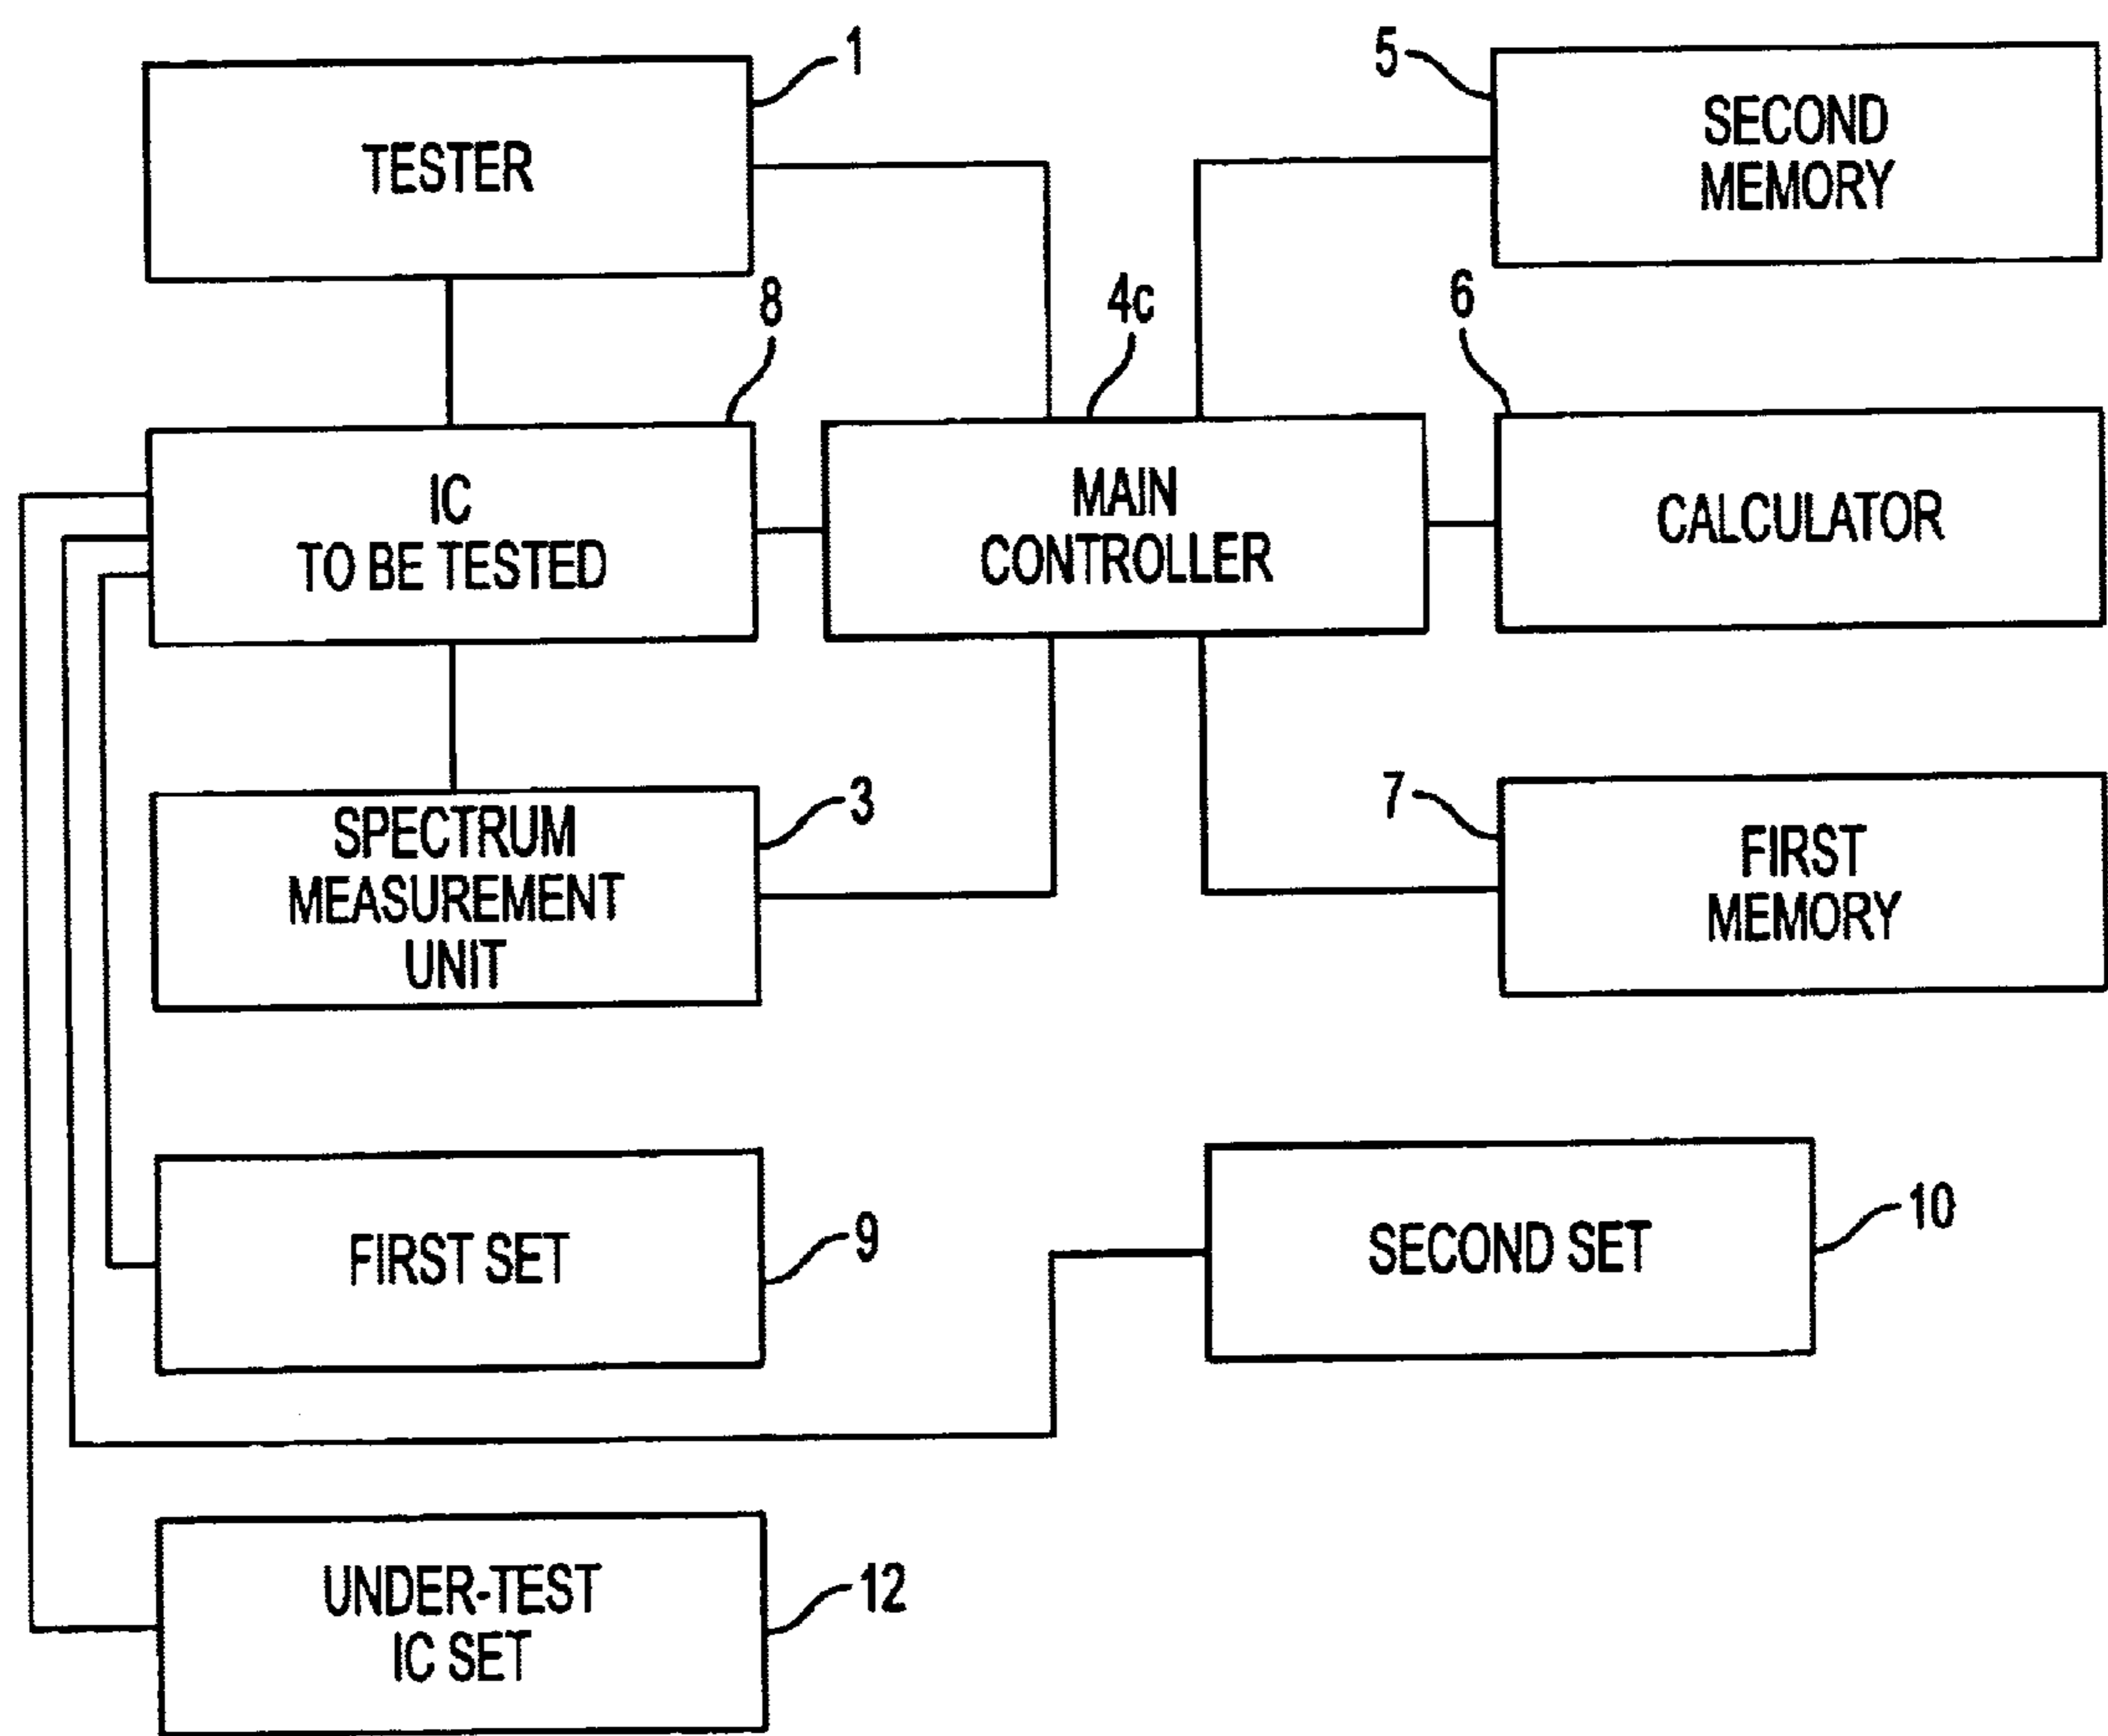 1
TESTER
5
SECOND
MEMORY
8
IC
TO BE TESTED
4c
MAIN
CONTROLLER
6
CALCULATOR
3
SPECTRUM
MEASUREMENT
UNIT
7
FIRST
MEMORY
FIRST SET
9
SECOND SET
10
UNDER-TEST
IC SET
12